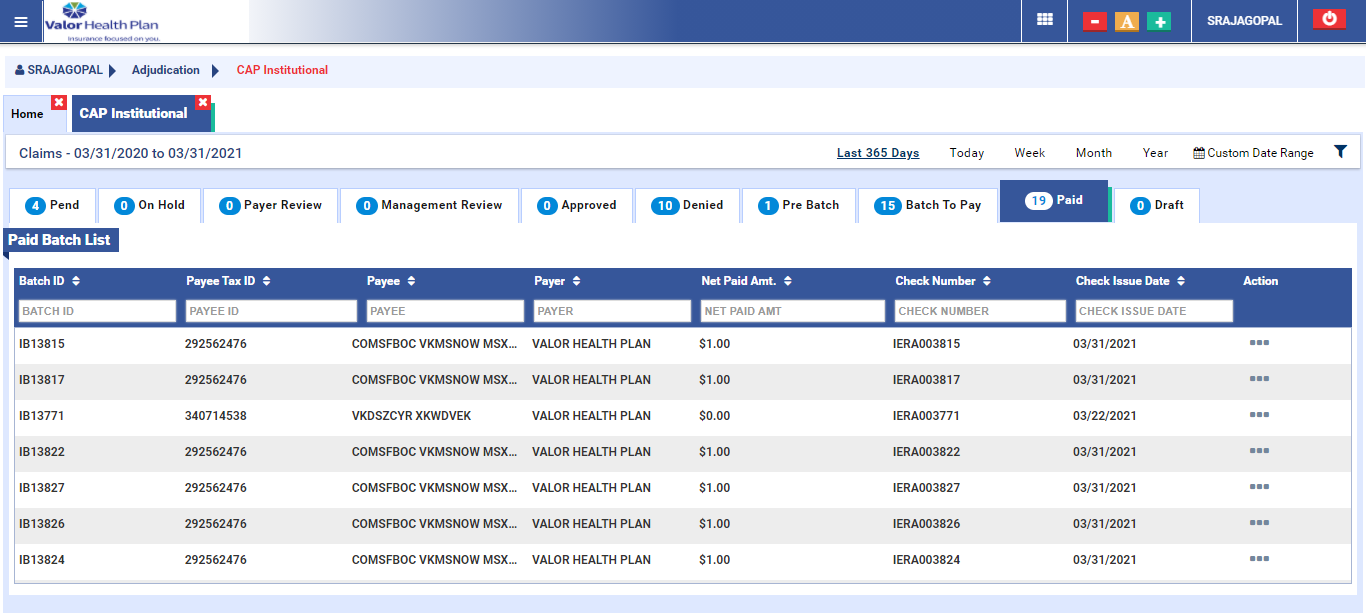 Valor Health Plan
Insurance focused on you.
A
SRAJAGOPAL
SRAJAGOPAL Adjudication CAP Institutional
Home CAP Institutional
Claims - 03/31/2020 to 03/31/2021 Last 365 Days Today Week Month Year Custom Date Range
4 Pend 0 On Hold 0 Payer Review 0 Management Review 0 Approved 10 Denied 1 Pre Batch 15 Batch To Pay 19 Paid 0 Draft
Paid Batch List
Batch ID Payee Tax ID Payee Payer Net Paid Amt. Check Number Check Issue Date Action
BATCH ID PAYEE ID PAYEE PAYER NET PAID AMT CHECK NUMBER CHECK ISSUE DATE
IB13815 292562476 COMSFBOC VKMSNOW MSX... VALOR HEALTH PLAN $1.00 IERA003815 03/31/2021
IB13817 292562476 COMSFBOC VKMSNOW MSX... VALOR HEALTH PLAN $1.00 IERA003817 03/31/2021
IB13771 340714538 VKDSZCYR XKWDVEK VALOR HEALTH PLAN $0.00 IERA003771 03/22/2021
IB13822 292562476 COMSFBOC VKMSNOW MSX... VALOR HEALTH PLAN $1.00 IERA003822 03/31/2021
IB13827 292562476 COMSFBOC VKMSNOW MSX... VALOR HEALTH PLAN $1.00 IERA003827 03/31/2021
IB13826 292562476 COMSFBOC VKMSNOW MSX... VALOR HEALTH PLAN $1.00 IERA003826 03/31/2021
IB13824 292562476 COMSFBOC VKMSNOW MSX... VALOR HEALTH PLAN $1.00 IERA003824 03/31/2021